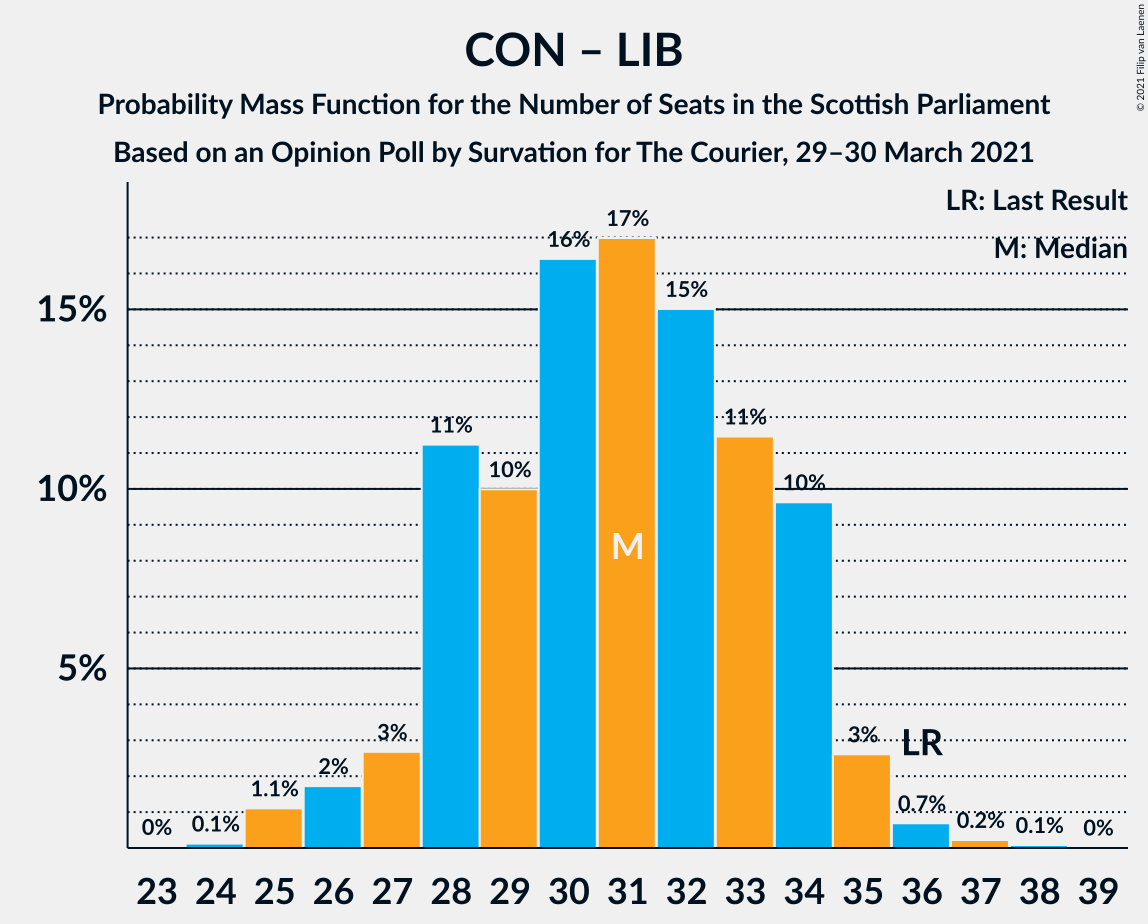 CON – LIB
Probability Mass Function for the Number of Seats in the Scottish Parliament
Based on an Opinion Poll by Survation for The Courier, 29–30 March 2021
© 2021 Filip van Laenen
LR: Last Result
M: Median
15%
10%
5%
0%
0.1%
1.1%
2%
3%
11%
10%
16%
17%
15%
11%
10%
3%
0.7%
0.2%
0.1%
0%
M
LR
23 24 25 26 27 28 29 30 31 32 33 34 35 36 37 38 39